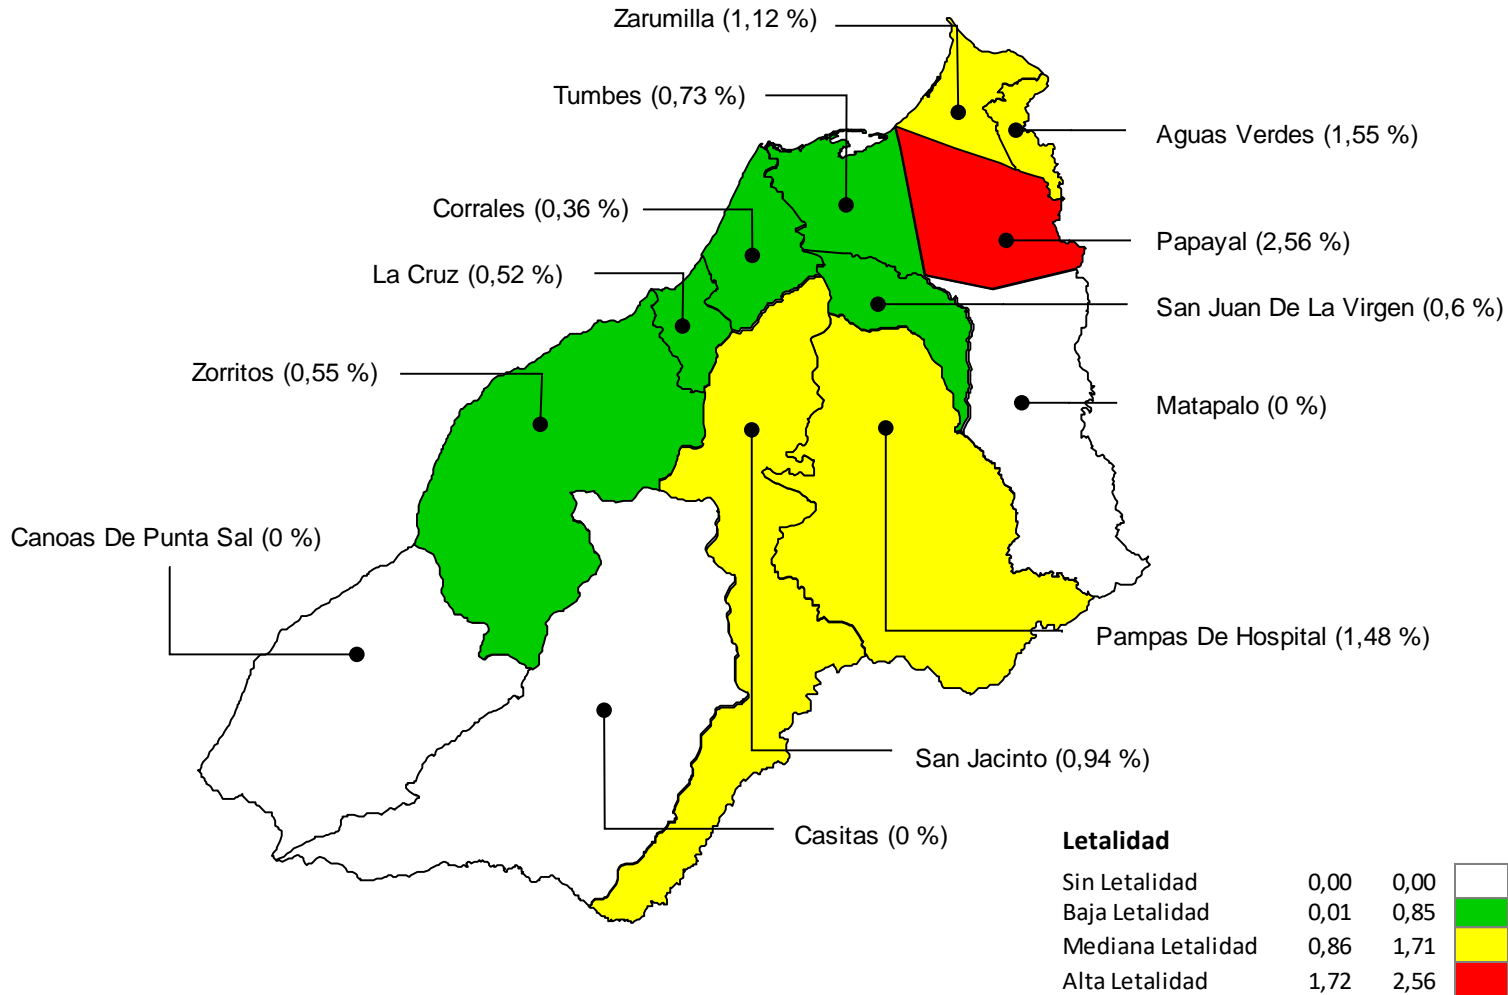 Zarumilla (1,12 %)
Tumbes (0,73 %)
Aguas Verdes (1,55 %)
Corrales (0,36 %)
Papayal (2,56 %)
La Cruz (0,52 %)
San Juan De La Virgen (0,6 %)
Zorritos (0,55 %)
Matapalo (0 %)
Canoas De Punta Sal (0 %)
Pampas De Hospital (1,48 %)
San Jacinto (0,94 %)
Casitas (0 %)
Letalidad
Sin Letalidad 0,00 0,00
Baja Letalidad 0,01 0,85
Mediana Letalidad 0,86 1,71
Alta Letalidad 1,72 2,56